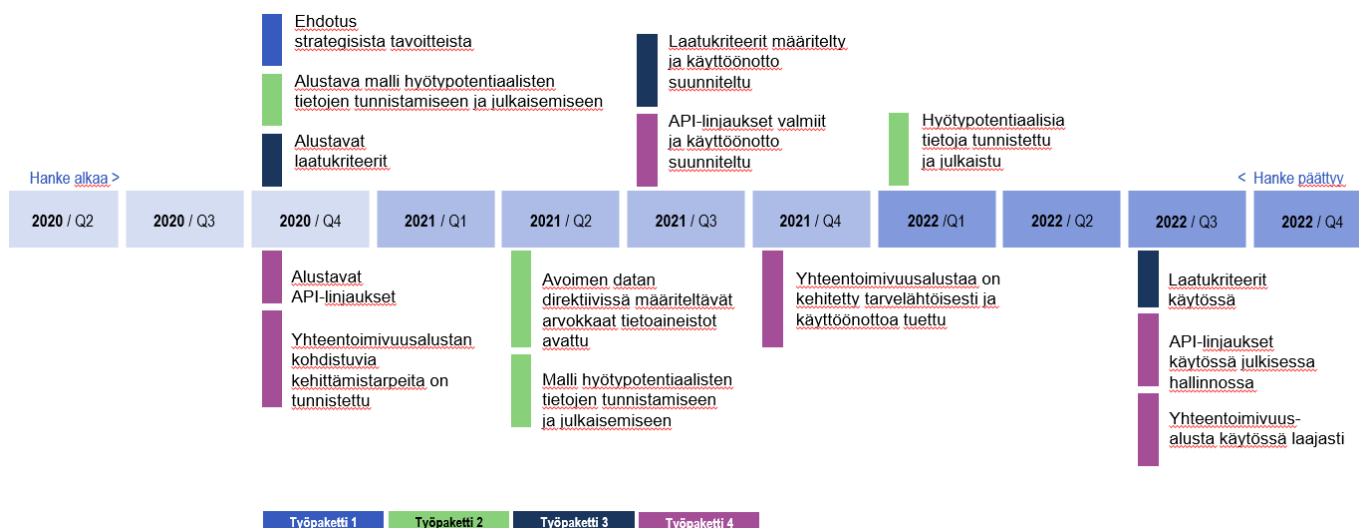 Ehdotus
strategisista tavoitteista
Alustava malli hyötypotentiaalisten
tietojen tunnistamiseen ja julkaisemiseen
Alustavat
laatukriteerit
Laatukriteerit määritelty
ja käyttöönotto
suunniteltu
API-linjaukset valmiit
ja käyttöönotto
suunniteltu
Hyötypotentiaalisia
tietoja tunnistettu
ja julkaistu
Hanke alkaa >
< Hanke päättyy
2020 / Q2
2020 / Q3
2020 / Q4
2021 / Q1
2021 / Q2
2021 / Q3
2021 / Q4
2022 /Q1
2022 / Q2
2022 / Q3
2022 / Q4
Alustavat
API-linjaukset
Yhteentoimivuusalustan
kohdistuvia
kehittämistarpeita on
tunnistettu
Avoimen datan
direktiivissä määriteltävät
arvokkaat tietoaineistot
avattu
Malli hyötypotentiaalisten
tietojen tunnistamiseen
ja julkaisemiseen
Yhteentoimivuusalustaa on
kehitetty tarvelähtöisesti ja
käyttöönottoa tuettu
Laatukriteerit
käytössä
API-linjaukset
käytössä julkisessa
hallinnossa
Yhteentoimivuus-
alusta käytössä laajasti
Työpaketti 1
Työpaketti 2
Työpaketti 3
Työpaketti 4